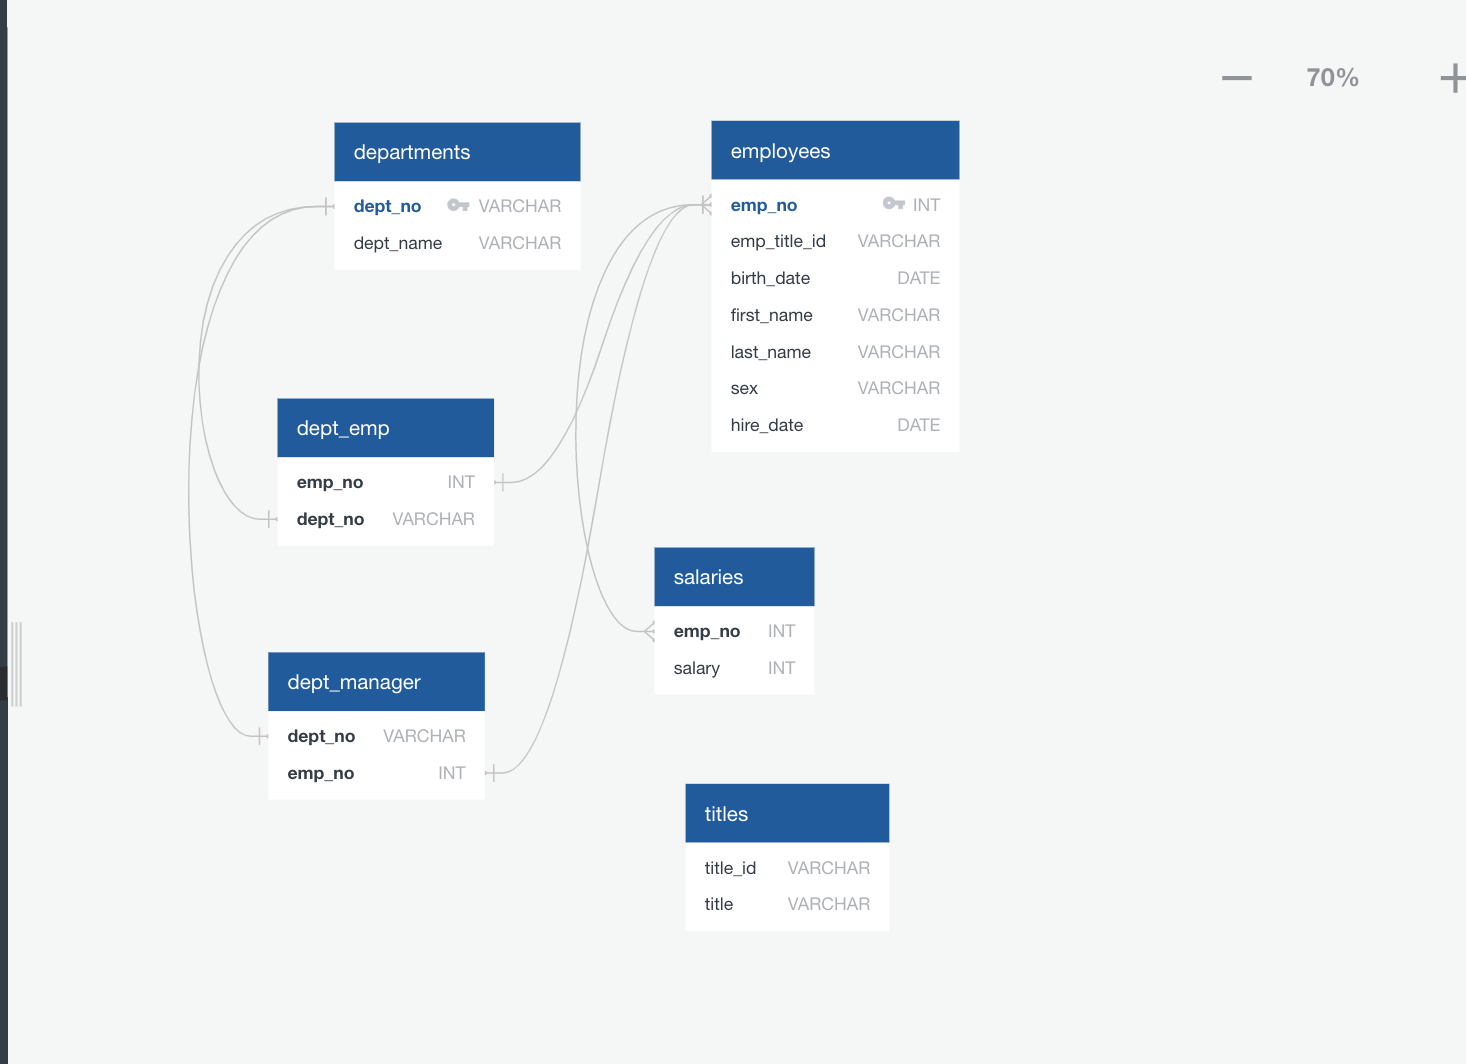 70%
departments
dept_no VARCHAR
dept_name VARCHAR
employees
emp_no INT
emp_title_id VARCHAR
birth_date DATE
first_name VARCHAR
last_name VARCHAR
sex VARCHAR
hire_date DATE
dept_emp
emp_no INT
dept_no VARCHAR
salaries
emp_no INT
salary INT
dept_manager
dept_no VARCHAR
emp_no INT
titles
title_id VARCHAR
title VARCHAR